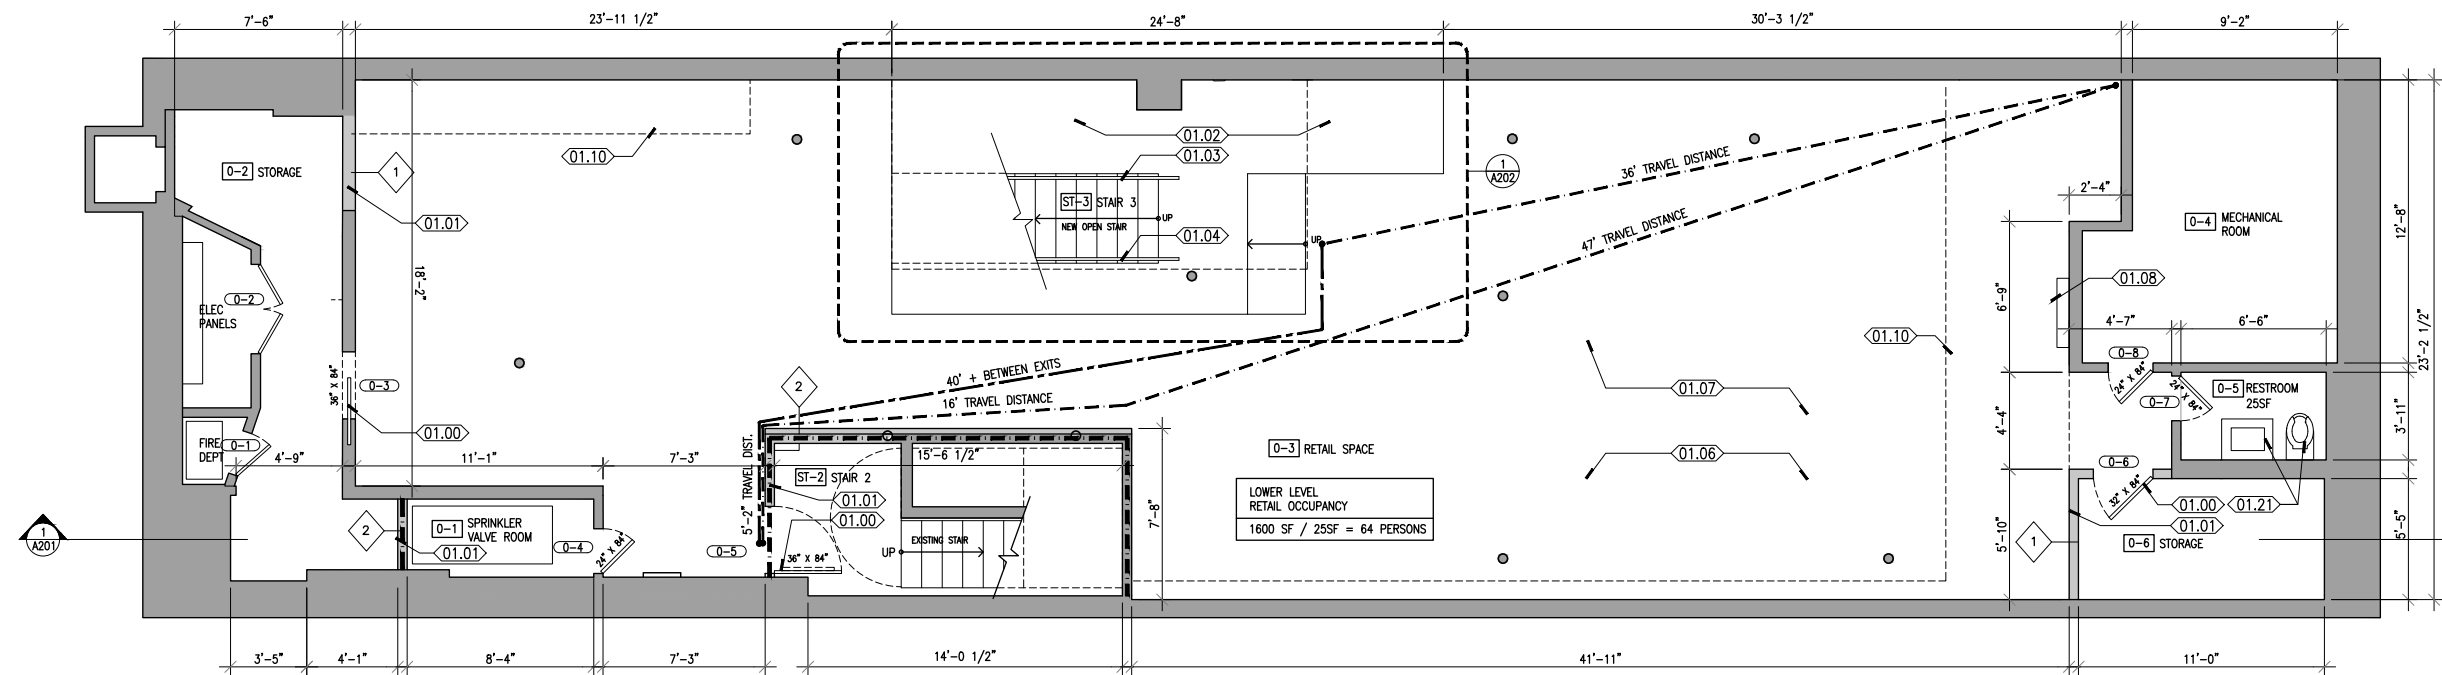 7'-6"
23'-11 1/2"
24'-8"
30'-3 1/2"
9'-2"
01.02
01.03
01.10
0-2 STORAGE
1
1
A202
36' TRAVEL DISTANCE
2'-4"
ST-3 STAIR 3
UP
NEW OPEN STAIR
01.01
01.04
UP
47' TRAVEL DISTANCE
0-4 MECHANICAL
ROOM
12'-8"
18'-2"
0-2
ELEC
PANELS
01.08
6'-9"
01.10
4'-7"
6'-6"
23'-2 1/2"
36" X 84"
0-3
2
40' + BETWEEN EXITS
16' TRAVEL DISTANCE
01.07
0-8
24" X 84"
24" X 84"
0-7
0-5 RESTROOM
25SF
3'-11"
4'-4"
01.00
FIRE
DEPT
0-1
4'-9"
11'-1"
7'-3"
5'-2" TRAVEL DIST.
15'-6 1/2"
ST-2 STAIR 2
0-3 RETAIL SPACE
01.06
0-6
32" X 84"
01.01
01.00
7'-8"
LOWER LEVEL
RETAIL OCCUPANCY
1600 SF / 25SF = 64 PERSONS
01.00
01.21
01.01
5'-10"
5'-5"
1
A201
2
0-1 SPRINKLER
VALVE ROOM
01.01
0-4
24" X 84"
0-5
36" X 84"
UP
EXISTING STAIR
1
0-6 STORAGE
3'-5"
4'-1"
8'-4"
7'-3"
14'-0 1/2"
41'-11"
11'-0"